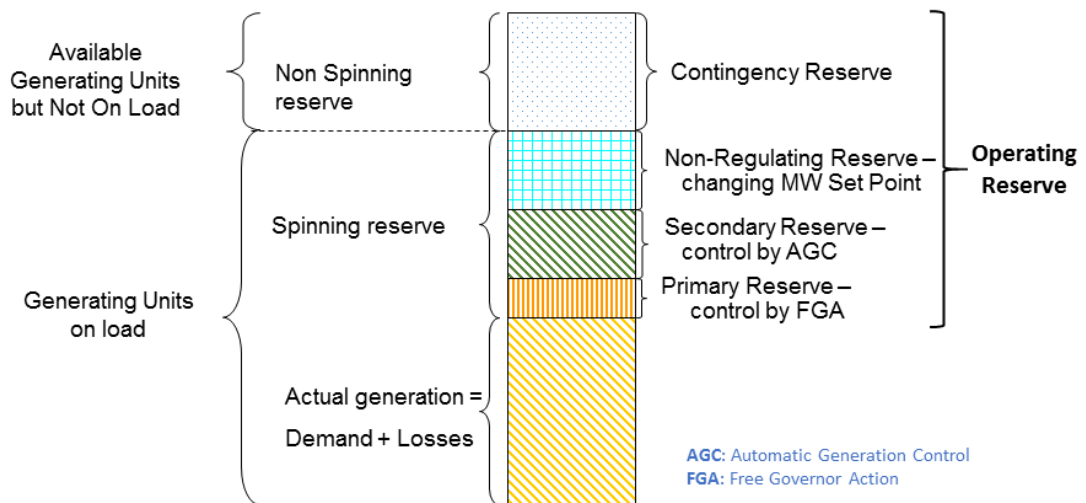 Available
Generating Units
but Not On Load
Non Spinning
reserve
Contingency Reserve
Non-Regulating Reserve –
changing MW Set Point
Operating
Reserve
Spinning reserve
Secondary Reserve –
control by AGC
Generating Units
on load
Primary Reserve –
control by FGA
Actual generation =
Demand + Losses
AGC: Automatic Generation Control
FGA: Free Governor Action